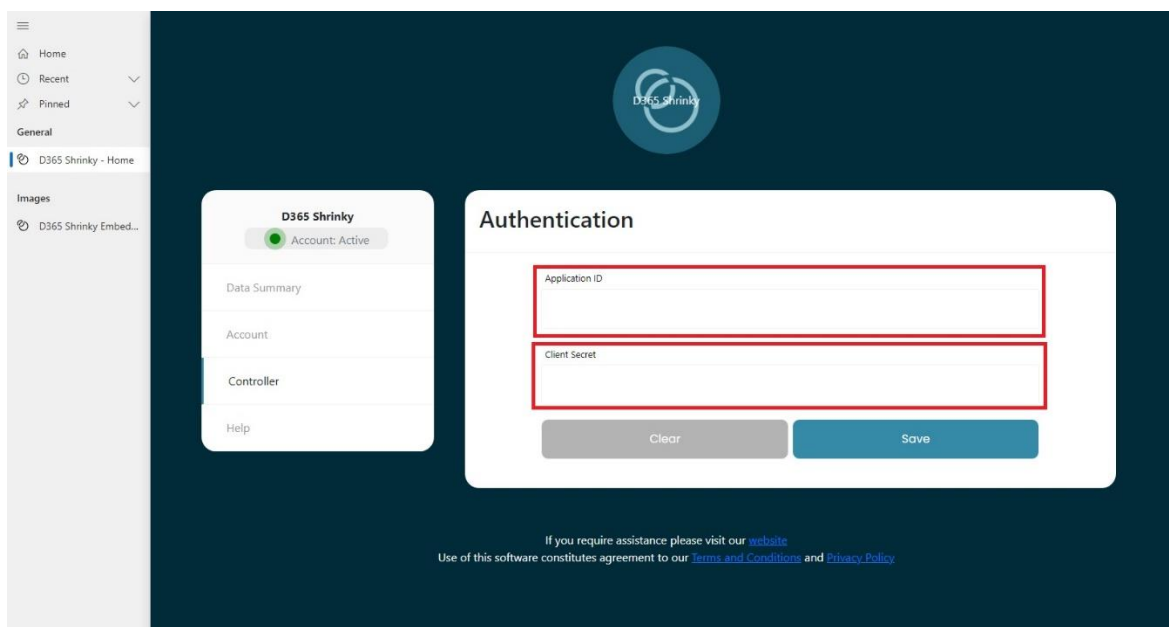 Home
Recent
Pinned
General
D365 Shrinky - Home
Images
D365 Shrinky Embed...
D365 Shrinky
D365 Shrinky
Account: Active
Data Summary
Account
Controller
Help
Authentication
Application ID
Client Secret
Clear
Save
If you require assistance please visit our website
Use of this software constitutes agreement to our Terms and Conditions and Privacy Policy